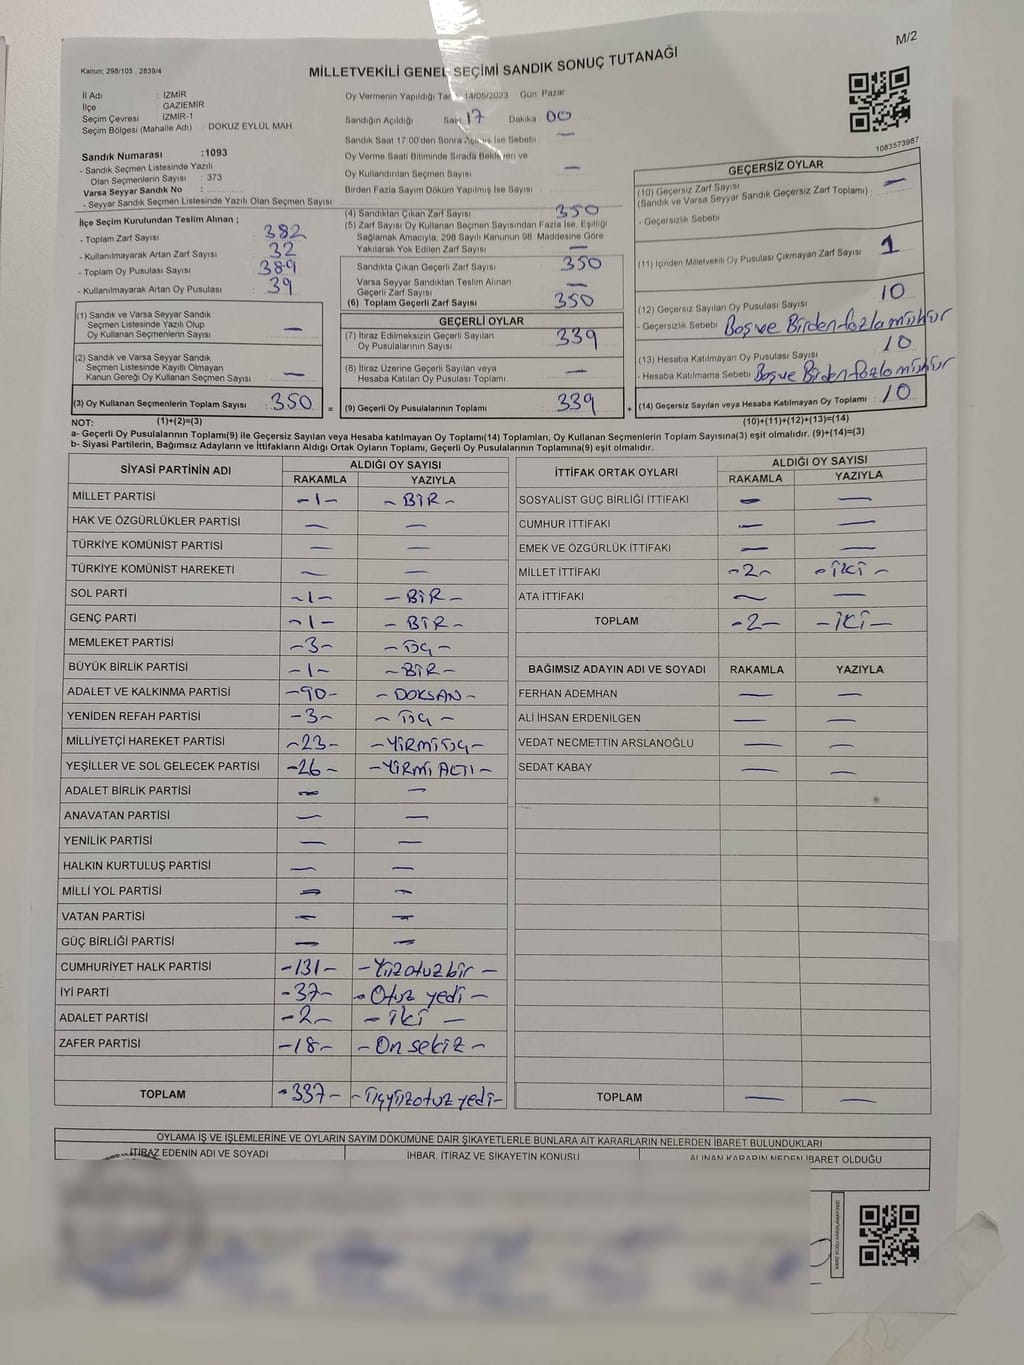 M/2
Kanun; 298/105 , 2839/4
MİLLETVEKİLİ GENEL SEÇİMİ SANDIK SONUÇ TUTANAĞI
İl Adı : İZMİR
İlçe : GAZİEMİR
Seçim Çevresi : İZMİR-1
Seçim Bölgesi (Mahalle Adı) : DOKUZ EYLÜL MAH.
Oy Vermenin Yapıldığı 14/05/2023 Gün: Pazar
Sandığın Açıldığı Saat 17 Dakika 00
Sandık Saat 17:00'den Sonra İse Sebebi : —
Oy Verme Saati Bitiminde Sırada Bekleyen ve
Oy Kullandırılan Seçmen Sayısı —
Birden Fazla Sayım Döküm Yapılmış İse Sayısı :
1083573987
Sandık Numarası :1093
- Sandık Seçmen Listesinde Yazılı
Olan Seçmenlerin Sayısı : 373
Varsa Seyyar Sandık No :
- Seyyar Sandık Seçmen Listesinde Yazılı Olan Seçmen Sayısı:
İlçe Seçim Kurulundan Teslim Alınan ;
- Toplam Zarf Sayısı : 382
- Kullanılmayarak Artan Zarf Sayısı : 32
- Toplam Oy Pusulası Sayısı : 389
- Kullanılmayarak Artan Oy Pusulası : 39
(1) Sandık ve Varsa Seyyar Sandık
Seçmen Listesinde Yazılı Olup
Oy Kullanan Seçmenlerin Sayısı : —
(2) Sandık ve Varsa Seyyar Sandık
Seçmen Listesinde Kayıtlı Olmayan
Kanun Gereği Oy Kullanan Seçmen Sayısı : —
(3) Oy Kullanan Seçmenlerin Toplam Sayısı : 350
(4) Sandıktan Çıkan Zarf Sayısı : 350
(5) Zarf Sayısı Oy Kullanan Seçmen Sayısından Fazla İse, Eşitliği
Sağlamak Amacıyla; 298 Sayılı Kanunun 98. Maddesine Göre
Yakılarak Yok Edilen Zarf Sayısı : —
Sandıkta Çıkan Geçerli Zarf Sayısı : 350
Varsa Seyyar Sandıktan Teslim Alınan
Geçerli Zarf Sayısı : —
(6) Toplam Geçerli Zarf Sayısı : 350
GEÇERLİ OYLAR
(7) İtiraz Edilmeksizin Geçerli Sayılan
Oy Pusulalarının Sayısı : 339
(8) İtiraz Üzerine Geçerli Sayılan veya
Hesaba Katılan Oy Pusulası Toplamı : —
= (9) Geçerli Oy Pusulalarının Toplamı : 339
GEÇERSİZ OYLAR
(10) Geçersiz Zarf Sayısı : —
(Sandık ve Varsa Seyyar Sandık Geçersiz Zarf Toplamı)
- Geçersizlik Sebebi
(11) İçinden Milletvekili Oy Pusulası Çıkmayan Zarf Sayısı : 1
(12) Geçersiz Sayılan Oy Pusulası Sayısı : 10
- Geçersizlik Sebebi Boş ve Birden fazla mühür
(13) Hesaba Katılmayan Oy Pusulası Sayısı : 10
- Hesaba Katılmama Sebebi : Boş ve Birden fazla mühür
+ (14) Geçersiz Sayılan veya Hesaba Katılmayan Oy Toplamı : 10
NOT: (1)+(2)=(3) (10)+(11)+(12)+(13)=(14)
a- Geçerli Oy Pusulalarının Toplamı(9) ile Geçersiz Sayılan veya Hesaba katılmayan Oy Toplamı(14) Toplamları, Oy Kullanan Seçmenlerin Toplam Sayısına(3) eşit olmalıdır. (9)+(14)=(3)
b- Siyasi Partilerin, Bağımsız Adayların ve İttifakların Aldığı Ortak Oyların Toplamı, Geçerli Oy Pusulalarının Toplamına(9) eşit olmalıdır.
SİYASİ PARTİNİN ADI ALDIĞI OY SAYISI
RAKAMLA YAZIYLA
MİLLET PARTİSİ -1- - BİR -
HAK VE ÖZGÜRLÜKLER PARTİSİ — —
TÜRKİYE KOMÜNİST PARTİSİ — —
TÜRKİYE KOMÜNİST HAREKETİ — —
SOL PARTİ -1- - BİR -
GENÇ PARTİ -1- - BİR -
MEMLEKET PARTİSİ -3- - ÜÇ -
BÜYÜK BİRLİK PARTİSİ -1- - BİR -
ADALET VE KALKINMA PARTİSİ -90- - DOKSAN -
YENİDEN REFAH PARTİSİ -3- - ÜÇ -
MİLLİYETÇİ HAREKET PARTİSİ -23- - YİRMİ ÜÇ -
YEŞİLLER VE SOL GELECEK PARTİSİ -26- - YİRMİ ALTI -
ADALET BİRLİK PARTİSİ — —
ANAVATAN PARTİSİ — —
YENİLİK PARTİSİ — —
HALKIN KURTULUŞ PARTİSİ — —
MİLLİ YOL PARTİSİ — —
VATAN PARTİSİ — —
GÜÇ BİRLİĞİ PARTİSİ — —
CUMHURİYET HALK PARTİSİ -131- - Yüzotuzbir -
İYİ PARTİ -37- - Otuz yedi -
ADALET PARTİSİ -2- - iki -
ZAFER PARTİSİ -18- - On sekiz -
TOPLAM -337- - Üçyüzotuz yedi -
İTTİFAK ORTAK OYLARI ALDIĞI OY SAYISI
RAKAMLA YAZIYLA
SOSYALİST GÜÇ BİRLİĞİ İTTİFAKI — —
CUMHUR İTTİFAKI — —
EMEK VE ÖZGÜRLÜK İTTİFAKI — —
MİLLET İTTİFAKI -2- - İKİ -
ATA İTTİFAKI — —
TOPLAM -2- - İKİ -
BAĞIMSIZ ADAYIN ADI VE SOYADI RAKAMLA YAZIYLA
FERHAN ADEMHAN — —
ALİ İHSAN ERDENİLGEN — —
VEDAT NECMETTİN ARSLANOĞLU — —
SEDAT KABAY — —
TOPLAM — —
OYLAMA İŞ VE İŞLEMLERİNE VE OYLARIN SAYIM DÖKÜMÜNE DAİR ŞİKAYETLERLE BUNLARA AİT KARARLARIN NELERDEN İBARET BULUNDUKLARI
İTİRAZ EDENİN ADI VE SOYADI İHBAR, İTİRAZ VE ŞİKAYETİN KONUSU ALINAN KARARIN NEDEN İBARET OLDUĞU